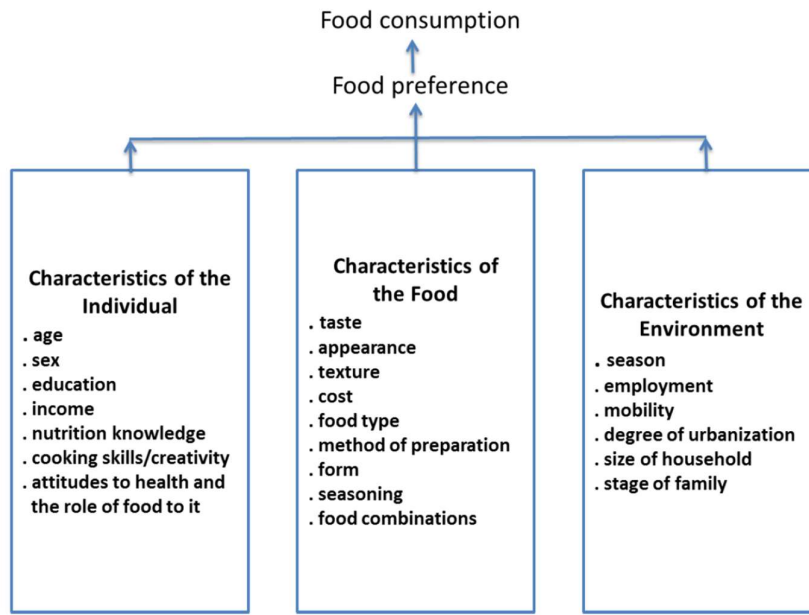 Food consumption
Food preference
Characteristics of the
Individual
. age
. sex
. education
. income
. nutrition knowledge
. cooking skills/creativity
. attitudes to health and
the role of food to it
Characteristics of
the Food
. taste
. appearance
. texture
. cost
. food type
. method of preparation
. form
. seasoning
. food combinations
Characteristics of the
Environment
. season
. employment
. mobility
. degree of urbanization
. size of household
. stage of family